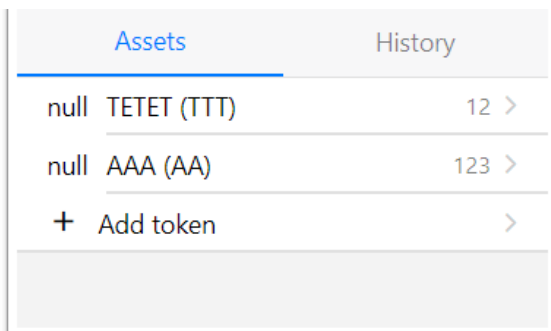 Assets History
null TETET (TTT) 12 >
null AAA (AA) 123 >
+ Add token >